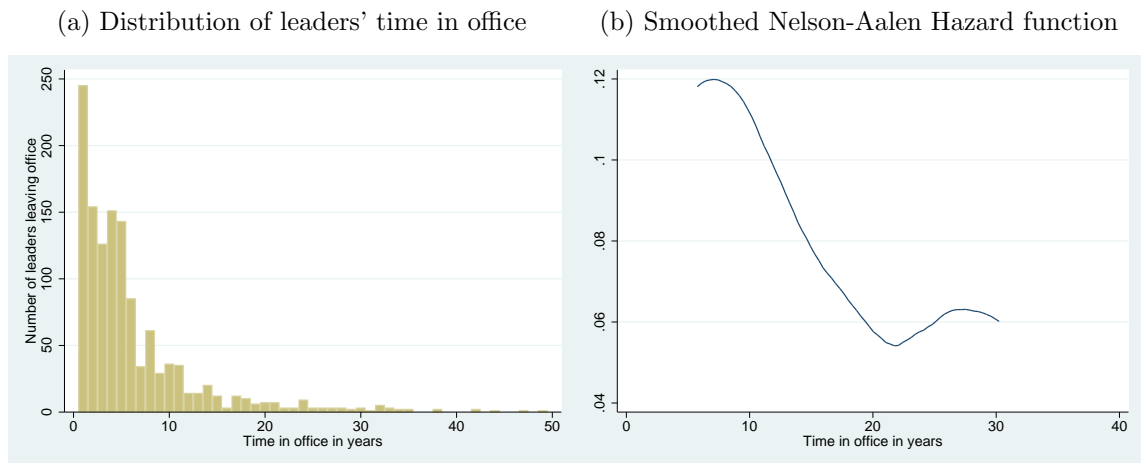 (a) Distribution of leaders’ time in office
(b) Smoothed Nelson-Aalen Hazard function
Number of leaders leaving office
250
200
150
100
50
0
0 10 20 30 40 50
Time in office in years
.12
.1
.08
.06
.04
0 10 20 30 40
Time in office in years